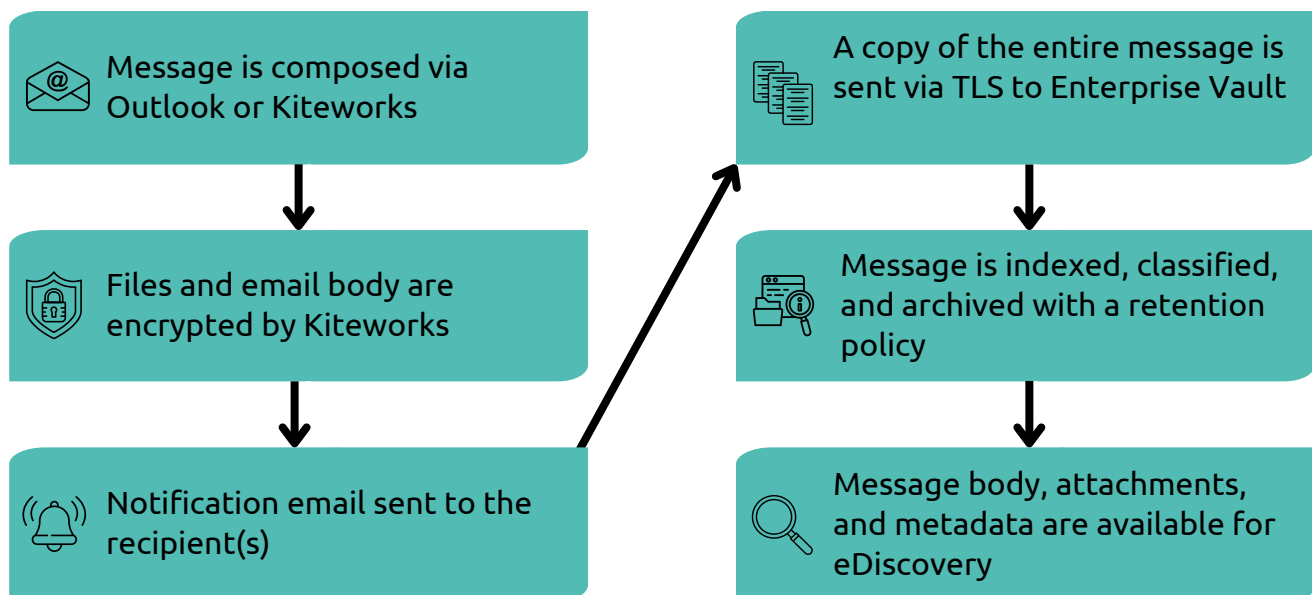 Message is composed via
Outlook or Kiteworks
Files and email body are
encrypted by Kiteworks
Notification email sent to the
recipient(s)
A copy of the entire message is
sent via TLS to Enterprise Vault
Message is indexed, classified,
and archived with a retention
policy
Message body, attachments,
and metadata are available for
eDiscovery